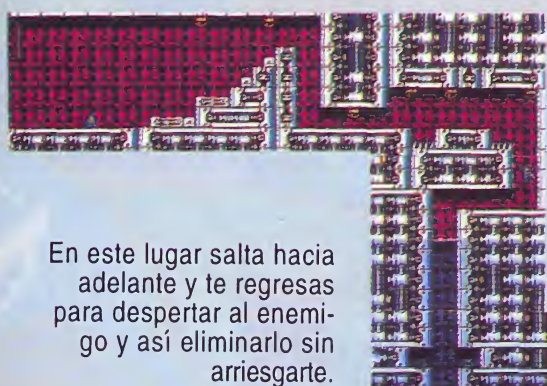 En este lugar salta hacia
adelante y te regresas
para despertar al enemi-
go y así eliminarlo sin
arriesgarte.